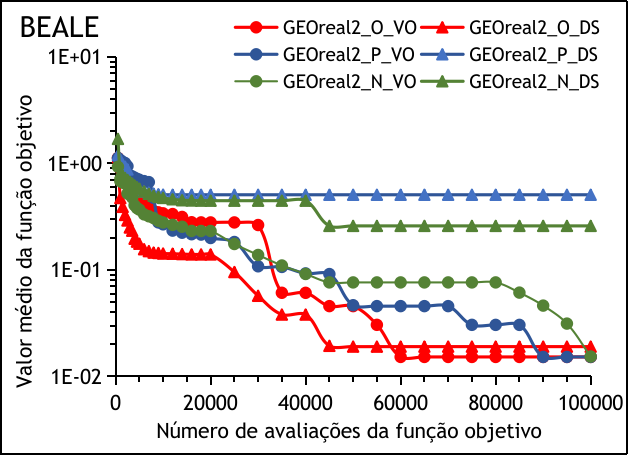 BEALE
GEOreal2_O_VO GEOreal2_O_DS
GEOreal2_P_VO GEOreal2_P_DS
GEOreal2_N_VO GEOreal2_N_DS
Valor médio da função objetivo
1E+01
1E+00
1E-01
1E-02
0 20000 40000 60000 80000 100000
Número de avaliações da função objetivo